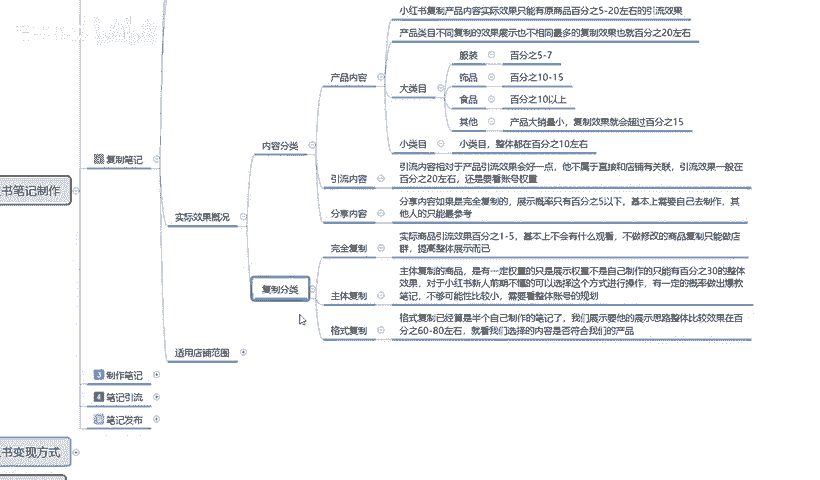 小红书复制产品内容实际效果只能有原商品百分之5-20左右的引流效果
产品类目不同复制的效果展示也不相同最多的复制效果也就百分之20左右
服装
百分之5-7
产品内容
饰品
百分之10-15
大类目
食品
百分之10以上
其他
产品大销量小，复制效果就会超过百分之15
内容分类
小类目
小类目，整体都在百分之10左右
复制笔记
引流内容
引流内容相对于产品引流效果会好一点，他不属于直接和店铺有关联，引流效果一般在
百分之20左右，还是要看账号权重
书笔记制作
实际效果概况
分享内容
分享内容如果是完全复制的，展示概率只有百分之5以下，基本上需要自己去制作，其
他人的只能最参考
完全复制
实际商品引流效果百分之1-5，基本上不会有什么观看，不做修改的商品复制只能做店
群，提高整体展示而已
复制分类
主体复制
主体复制的商品，是有一定权重的只是展示权重不是自己制作的只能有百分之30的整体
效果，对于小红书新人前期不懂的可以选择这个方式进行操作，有一定的概率做出爆款
笔记，不够可能性比较小，需要看整体账号的规划
格式复制
格式复制已经算是半个自己制作的笔记了，我们展示要他的展示思路整体比较效果在百
分之60-80左右，就看我们选择的内容是否符合我们的产品
适用店铺范围
3 制作笔记
4 笔记引流
笔记发布
书变现方式